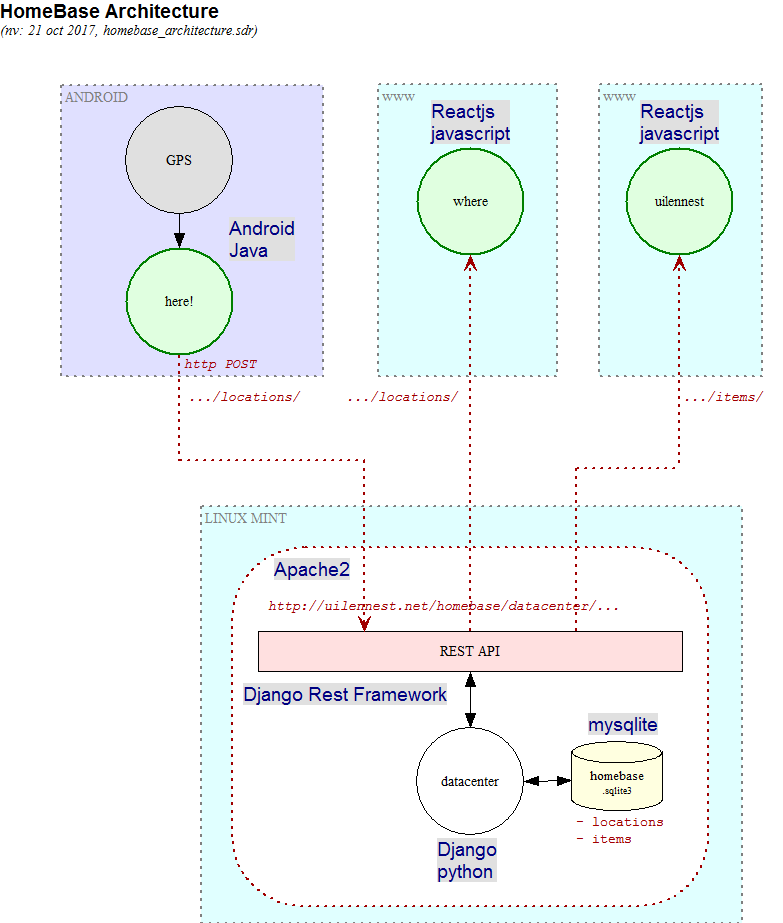 HomeBase Architecture
(nv: 21 oct 2017, homebase_architecture.sdr)
ANDROID
GPS
Android
Java
here!
http POST
.../locations/
www
Reactjs
javascript
where
.../locations/
www
Reactjs
javascript
uilennest
.../items/
LINUX MINT
Apache2
http://uilennest.net/homebase/datacenter/...
REST API
Django Rest Framework
mysqlite
datacenter
homebase
.sqlite3
- locations
- items
Django
python